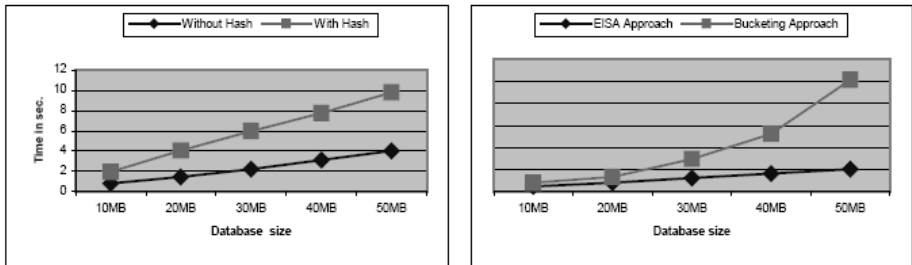 Without Hash With Hash
Time in sec.
12
10
8
6
4
2
0
10MB 20MB 30MB 40MB 50MB
Database size
EISA Approach Bucketing Approach
10MB 20MB 30MB 40MB 50MB
Database size